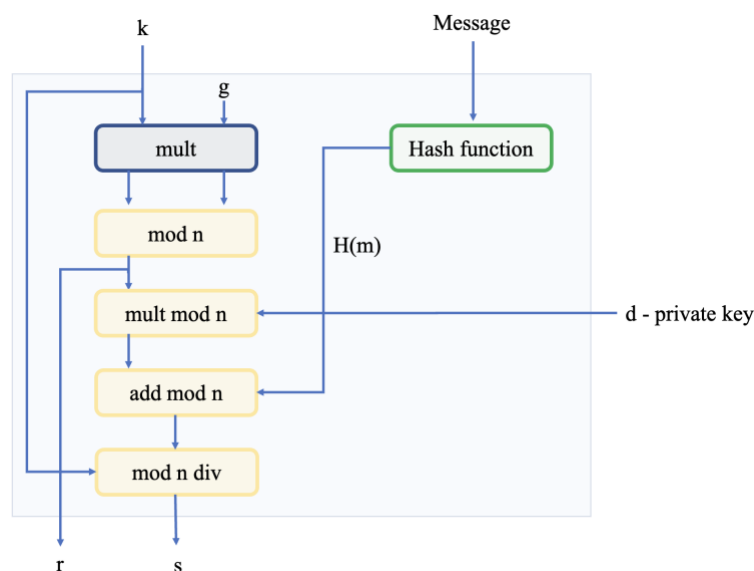 k
Message
g
mult
Hash function
mod n
H(m)
mult mod n
d - private key
add mod n
mod n div
r
s